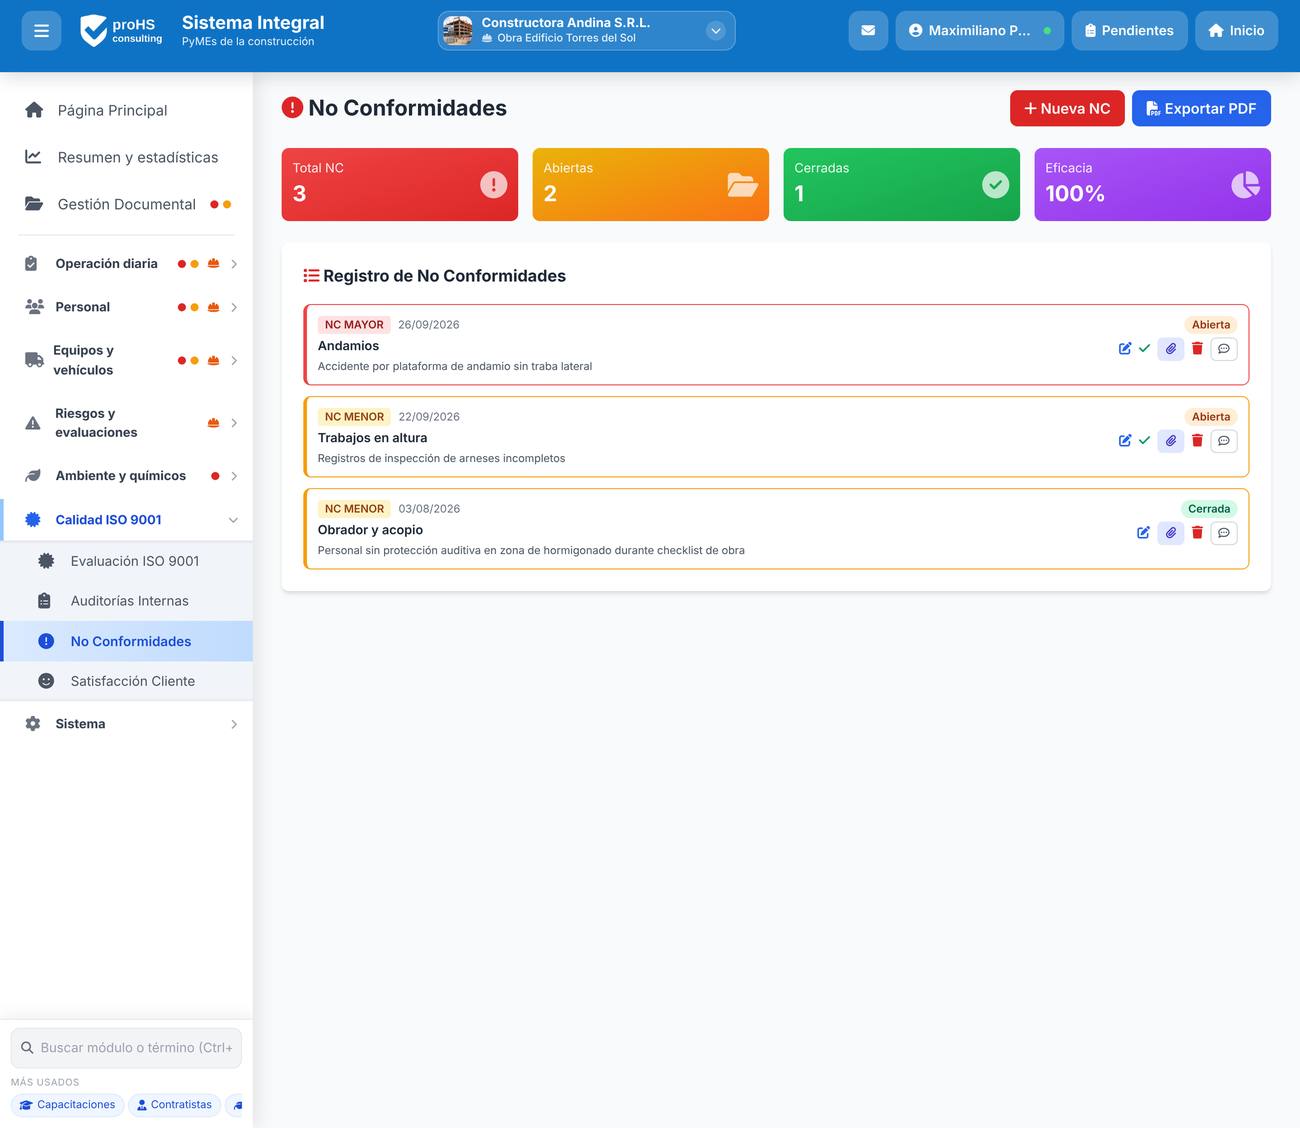 proHS
consulting
Sistema Integral
PyMEs de la construcción
Constructora Andina S.R.L.
Obra Edificio Torres del Sol
Maximiliano P...
Pendientes
Inicio
Página Principal
Resumen y estadísticas
Gestión Documental
Operación diaria
Personal
Equipos y
vehículos
Riesgos y
evaluaciones
Ambiente y químicos
Calidad ISO 9001
Evaluación ISO 9001
Auditorías Internas
No Conformidades
Satisfacción Cliente
Sistema
Buscar módulo o término (Ctrl+
MÁS USADOS
Capacitaciones
Contratistas
No Conformidades
Nueva NC
Exportar PDF
Total NC
3
Abiertas
2
Cerradas
1
Eficacia
100%
Registro de No Conformidades
NC MAYOR 26/09/2026
Abierta
Andamios
Accidente por plataforma de andamio sin traba lateral
NC MENOR 22/09/2026
Abierta
Trabajos en altura
Registros de inspección de arneses incompletos
NC MENOR 03/08/2026
Cerrada
Obrador y acopio
Personal sin protección auditiva en zona de hormigonado durante checklist de obra